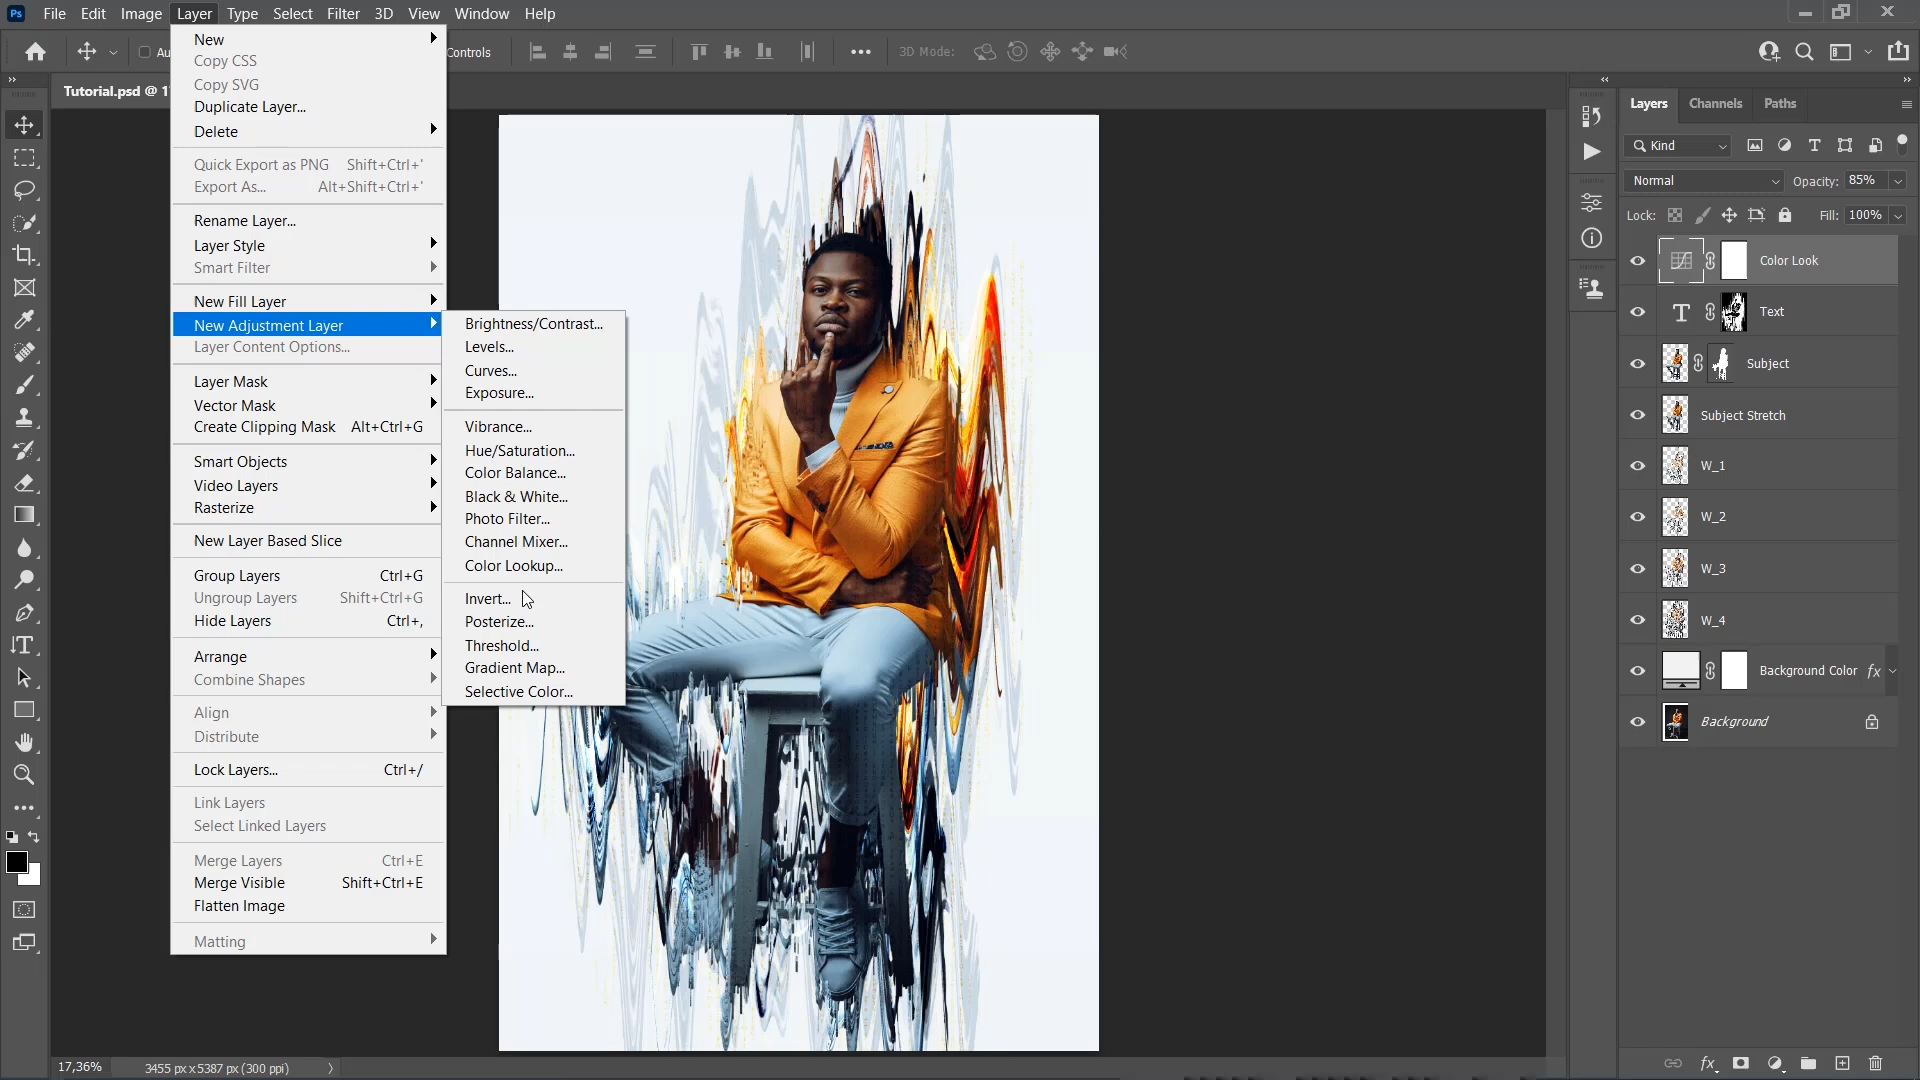 Ps File Edit Image Layer Type Select Filter 3D View Window Help
Controls 3D Mode:
Tutorial.psd @ 1
New
Copy CSS
Copy SVG
Duplicate Layer...
Delete
Quick Export as PNG Shift+Ctrl+'
Export As... Alt+Shift+Ctrl+'
Rename Layer...
Layer Style
Smart Filter
New Fill Layer
New Adjustment Layer
Layer Content Options...
Layer Mask
Vector Mask
Create Clipping Mask Alt+Ctrl+G
Smart Objects
Video Layers
Rasterize
New Layer Based Slice
Group Layers Ctrl+G
Ungroup Layers Shift+Ctrl+G
Hide Layers Ctrl+,
Arrange
Combine Shapes
Align
Distribute
Lock Layers... Ctrl+/
Link Layers
Select Linked Layers
Merge Layers Ctrl+E
Merge Visible Shift+Ctrl+E
Flatten Image
Matting
Brightness/Contrast...
Levels...
Curves...
Exposure...
Vibrance...
Hue/Saturation...
Color Balance...
Black & White...
Photo Filter...
Channel Mixer...
Color Lookup...
Invert...
Posterize...
Threshold...
Gradient Map...
Selective Color...
Layers Channels Paths
Kind
Normal Opacity: 85%
Lock: Fill: 100%
Color Look
Text
Subject
Subject Stretch
W_1
W_2
W_3
W_4
Background Color fx
Background
fx
17,36% 3455 px x 5387 px (300 ppi)